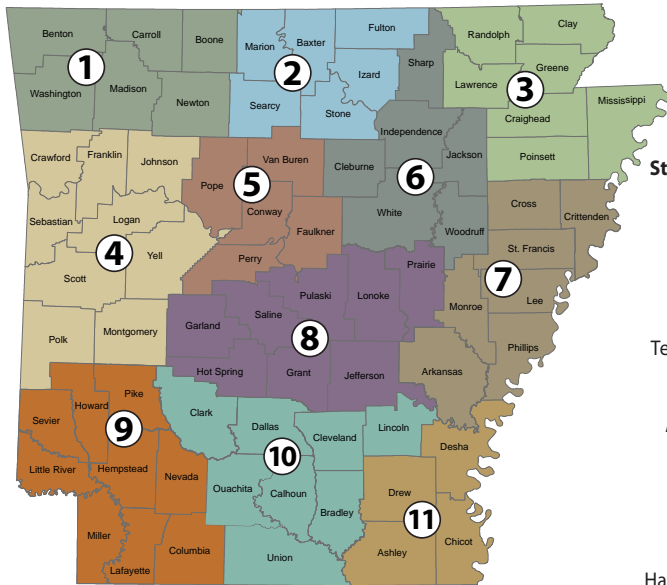 Benton
Carroll
Boone
Marion
Baxter
Fulton
Randolph
Clay
1
2
Sharp
Greene
Izard
3
Washington
Madison
Newton
Searcy
Stone
Lawrence
Mississippi
Craighead
Independence
Crawford
Franklin
Johnson
Van Buren
Cleburne
Jackson
Poinsett
St
Pope
5
6
Sebastian
Logan
Conway
White
Cross
Crittenden
Woodruff
Faulkner
4
Yell
St. Francis
Perry
Prairie
7
Scott
Pulaski
Lonoke
Lee
Saline
Monroe
Garland
8
Polk
Montgomery
Phillips
Te
Hot Spring
Grant
Jefferson
Arkansas
Pike
Howard
Clark
Sevier
9
Dallas
Cleveland
Lincoln
Desha
10
Little River
Hempstead
Nevada
Ouachita
Calhoun
Drew
Bradley
11
Miller
Columbia
Union
Ashley
Chicot
Lafayette
Ha